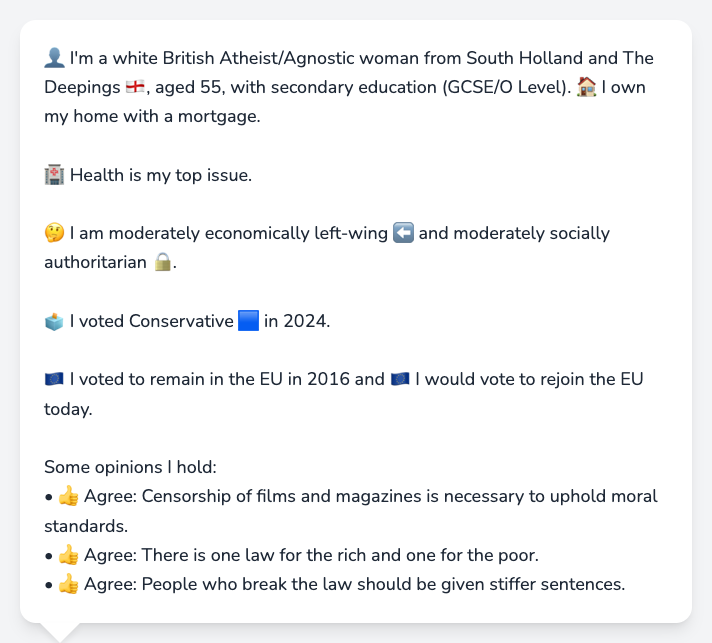 👤 I'm a white British Atheist/Agnostic woman from South Holland and The
Deepings 🏴󠁧󠁢󠁥󠁮󠁧󠁿, aged 55, with secondary education (GCSE/O Level). 🏠 I own
my home with a mortgage.
🏥 Health is my top issue.
🤔 I am moderately economically left-wing ⬅️ and moderately socially
authoritarian 🔒.
🗳️ I voted Conservative 🟦 in 2024.
🇪🇺 I voted to remain in the EU in 2016 and 🇪🇺 I would vote to rejoin the EU
today.
Some opinions I hold:
• 👍 Agree: Censorship of films and magazines is necessary to uphold moral
standards.
• 👍 Agree: There is one law for the rich and one for the poor.
• 👍 Agree: People who break the law should be given stiffer sentences.